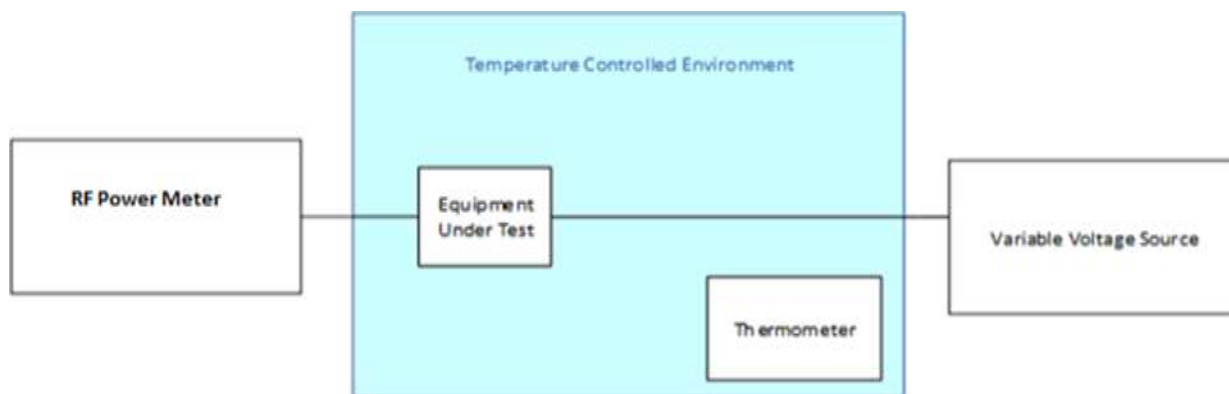 Temperature Controlled Environment
RF Power Meter
Equipment
Under Test
Variable Voltage Source
Thermometer